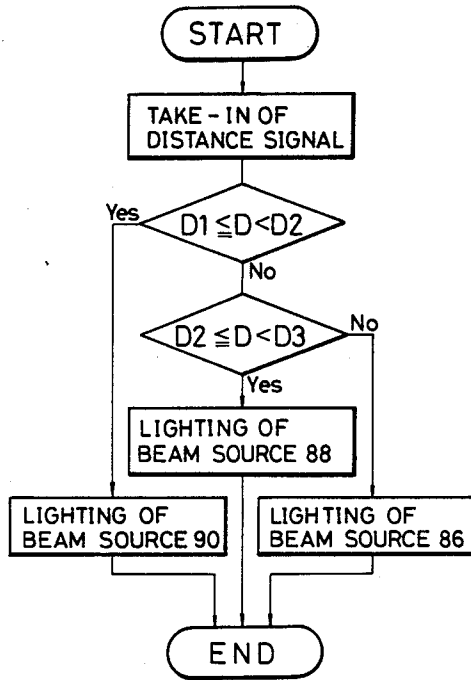 START
TAKE-IN OF
DISTANCE SIGNAL
Yes
D1≦D<D2
No
D2≦D<D3
No
Yes
LIGHTING OF
BEAM SOURCE 88
LIGHTING OF
BEAM SOURCE 90
LIGHTING OF
BEAM SOURCE 86
END